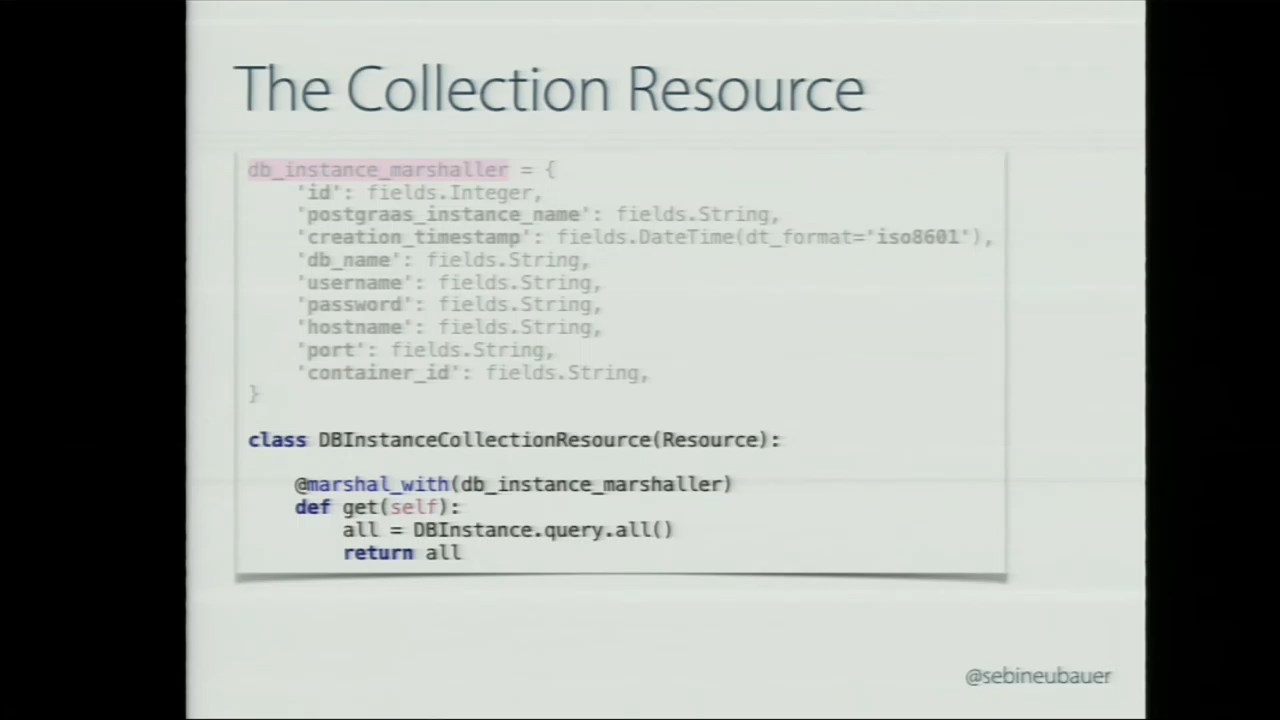 The Collection Resource
db_instance_marshaller = {
    'id': fields.Integer,
    'postgraas_instance_name': fields.String,
    'creation_timestamp': fields.DateTime(dt_format='iso8601'),
    'db_name': fields.String,
    'username': fields.String,
    'password': fields.String,
    'hostname': fields.String,
    'port': fields.String,
    'container_id': fields.String,
}
class DBInstanceCollectionResource(Resource):
    @marshal_with(db_instance_marshaller)
    def get(self):
        all = DBInstance.query.all()
        return all
@sebineubauer